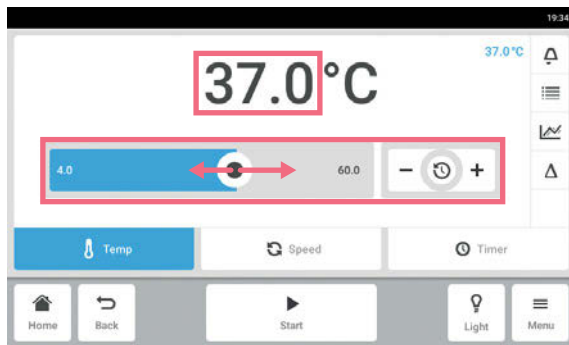 19:34
37.0°C
37.0°C
4.0 60.0 − +
Temp Speed Timer
Home Back Start Light Menu